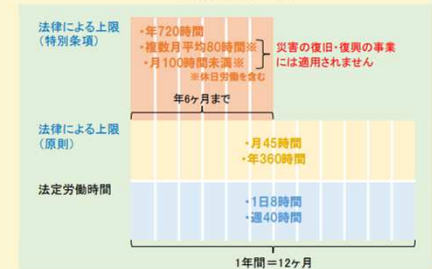 法律による上限
(特別条項)
・年720時間
・複数月平均80時間※
・月100時間未満※
※休日労働を含む
災害の復旧・復興の事業
には適用されません
年6ヶ月まで
法律による上限
(原則)
・月45時間
・年360時間
法定労働時間
・1日8時間
・週40時間
1年間=12ヶ月